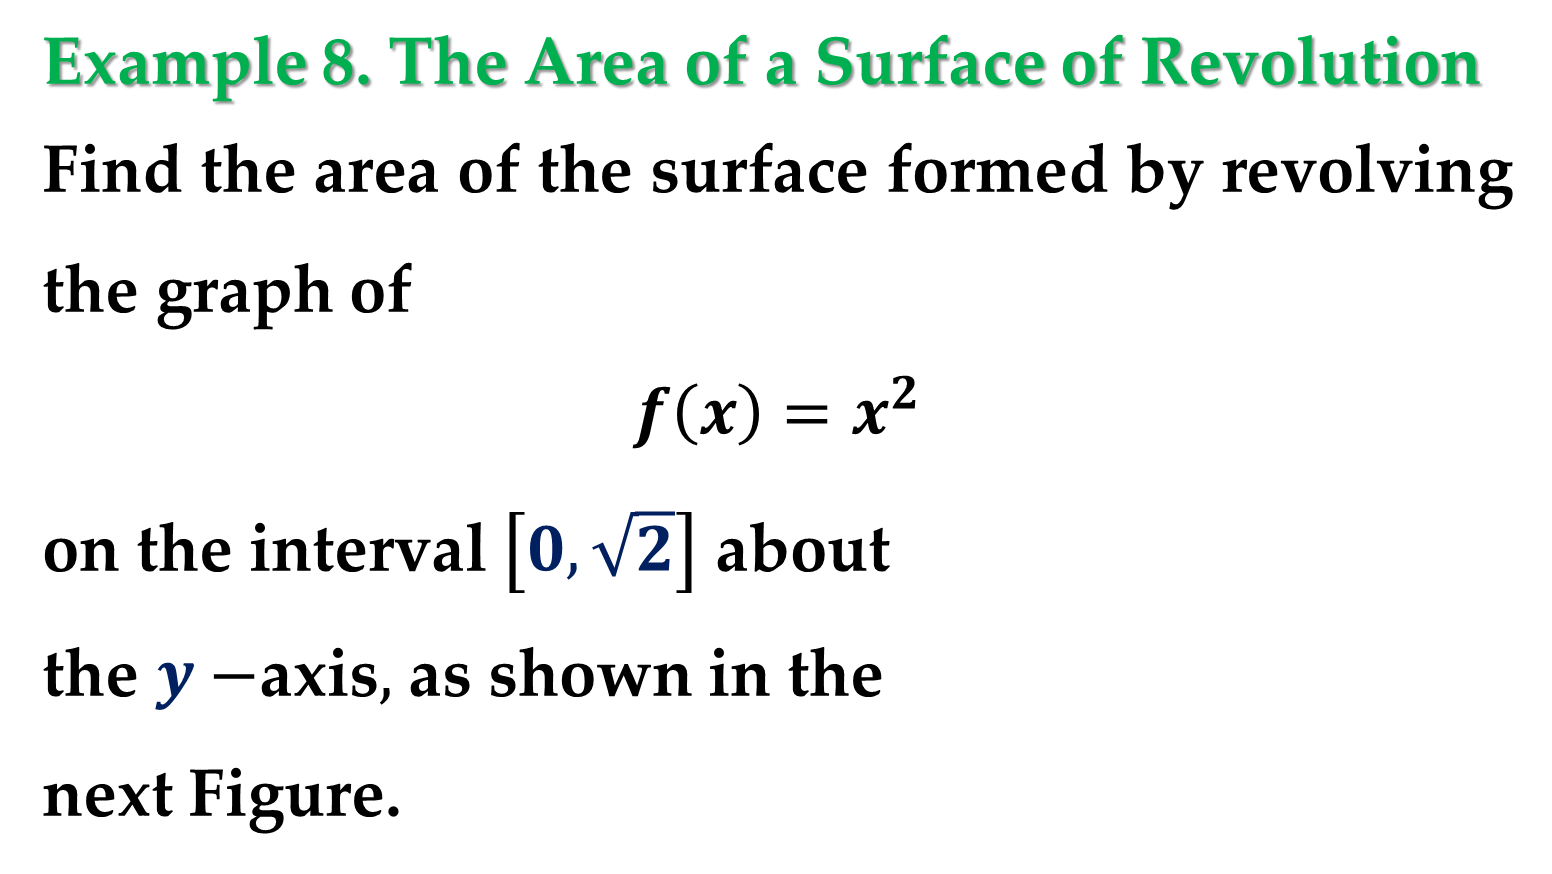 Example 8. The Area of a Surface of Revolution
Find the area of the surface formed by revolving
the graph of
f(x) = x²
on the interval [0, √2] about
the y −axis, as shown in the
next Figure.